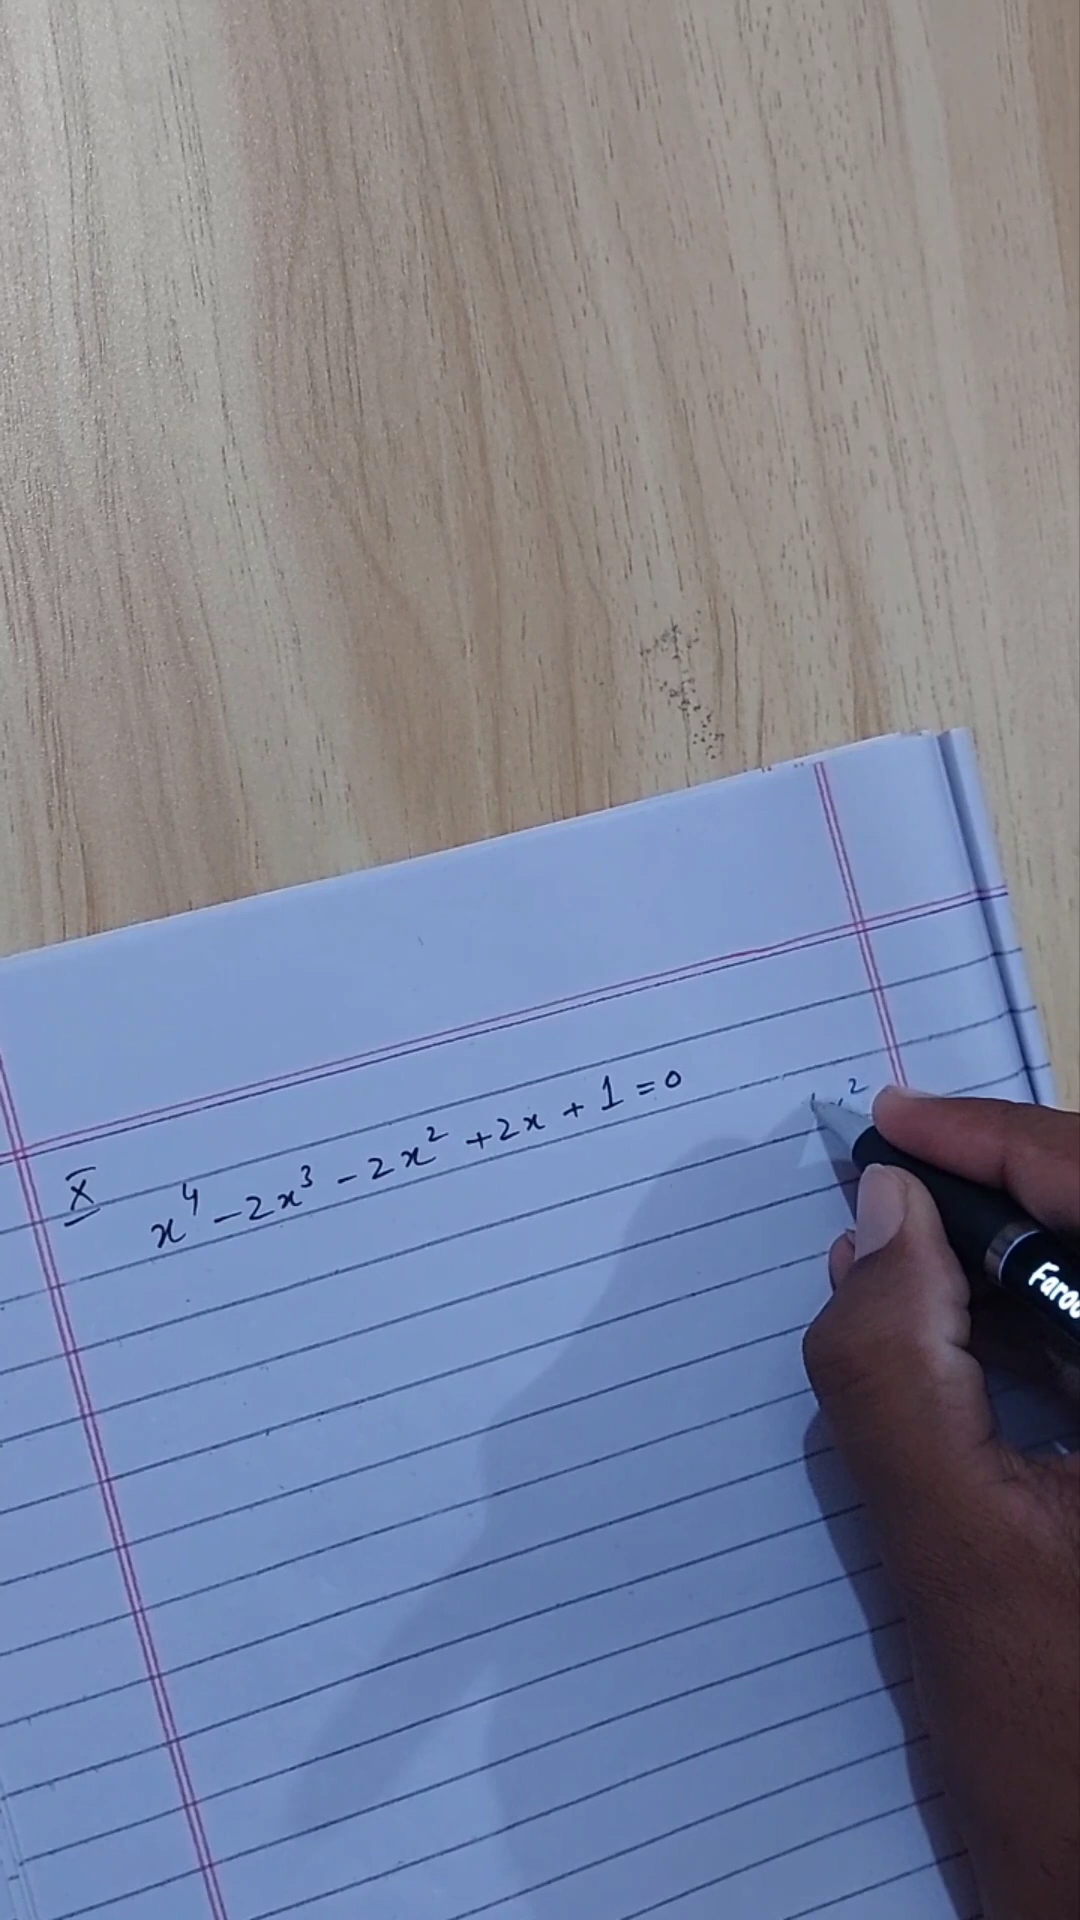 X x⁴ - 2x³ - 2x² + 2x + 1 = 0